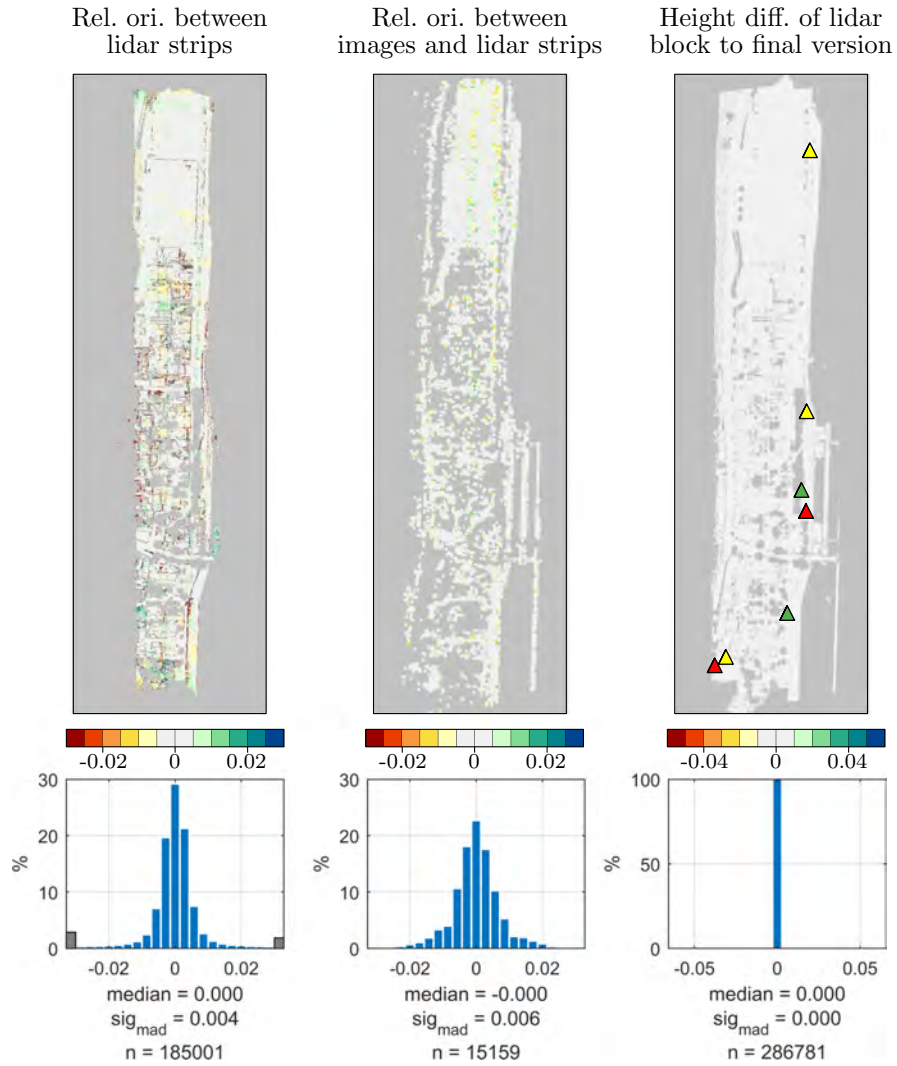 Rel. ori. between
lidar strips
Rel. ori. between
images and lidar strips
Height diff. of lidar
block to final version
-0.02 0 0.02
-0.02 0 0.02
-0.04 0 0.04
30
20
10
0
%
-0.02 0 0.02
median = 0.000
sig_mad = 0.004
n = 185001
30
20
10
0
%
-0.02 0 0.02
median = -0.000
sig_mad = 0.006
n = 15159
100
50
0
%
-0.05 0 0.05
median = 0.000
sig_mad = 0.000
n = 286781